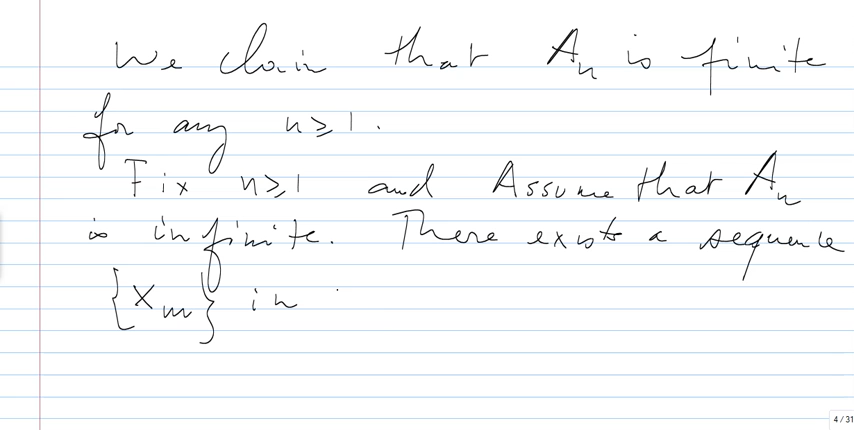 We claim that Aₙ is finite
for any n ≥ 1.
Fix n ≥ 1 and Assume that Aₙ
is infinite. There exists a sequence
{xₘ} in
4 / 31